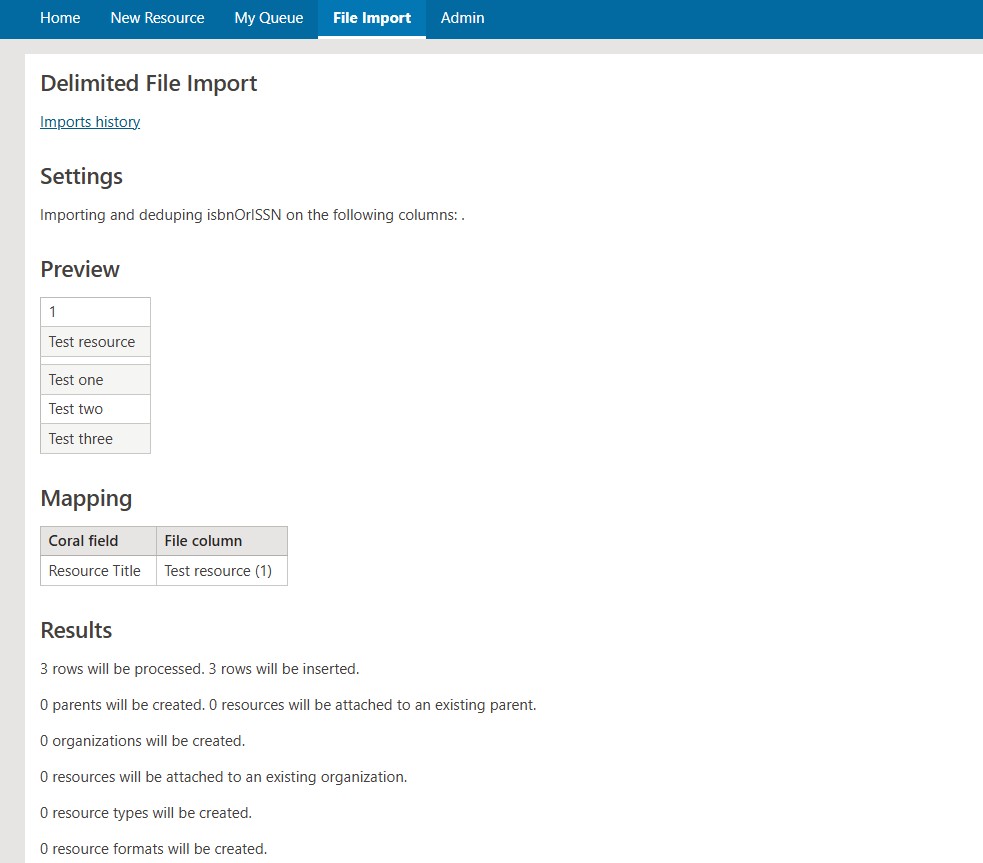 Home New Resource My Queue File Import Admin
Delimited File Import
Imports history
Settings
Importing and deduping isbnOrISSN on the following columns: .
Preview
1
Test resource
Test one
Test two
Test three
Mapping
Coral field File column
Resource Title Test resource (1)
Results
3 rows will be processed. 3 rows will be inserted.
0 parents will be created. 0 resources will be attached to an existing parent.
0 organizations will be created.
0 resources will be attached to an existing organization.
0 resource types will be created.
0 resource formats will be created.